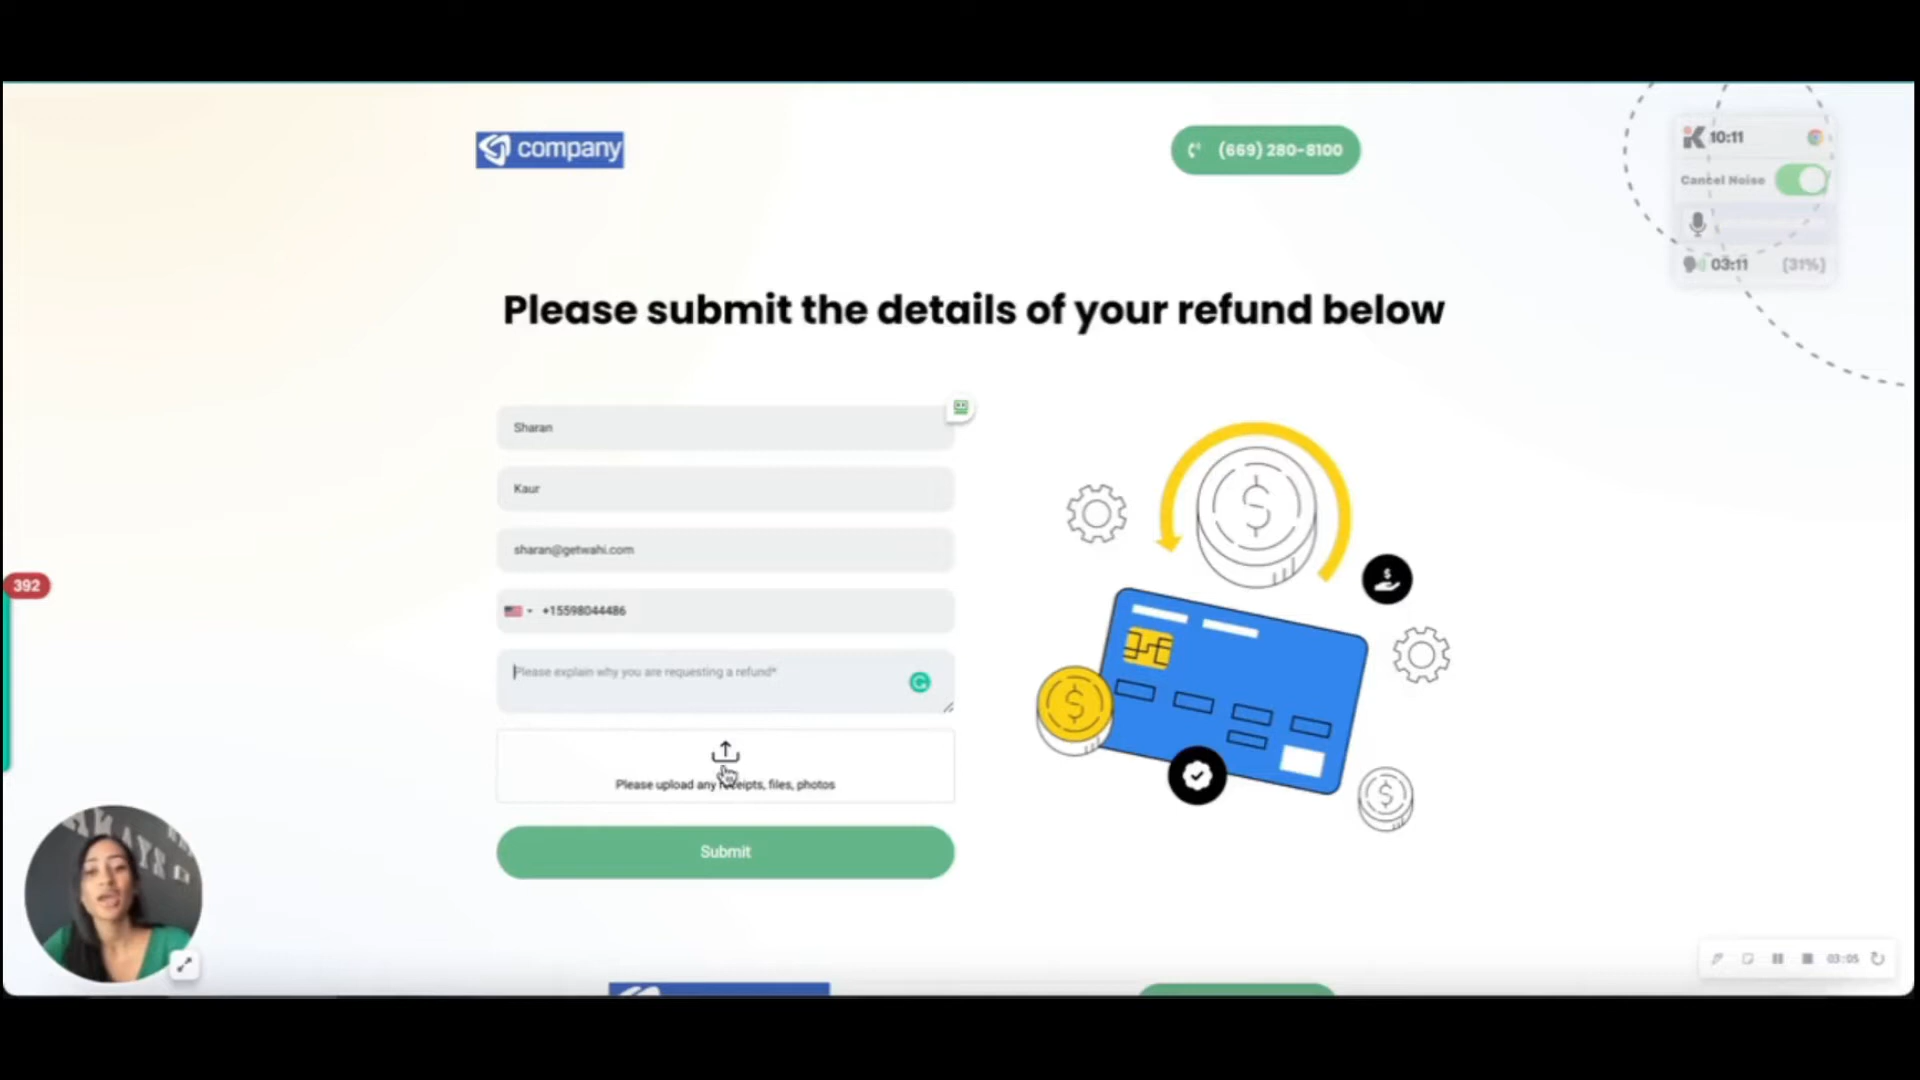 company
(669) 280-8100
10:11
Cancel Noise
03:11 (31%)
Please submit the details of your refund below
Sharan
Kaur
sharan@getwahi.com
+15598044486
Please explain why you are requesting a refund*
Please upload any receipts, files, photos
Submit
392
03:05